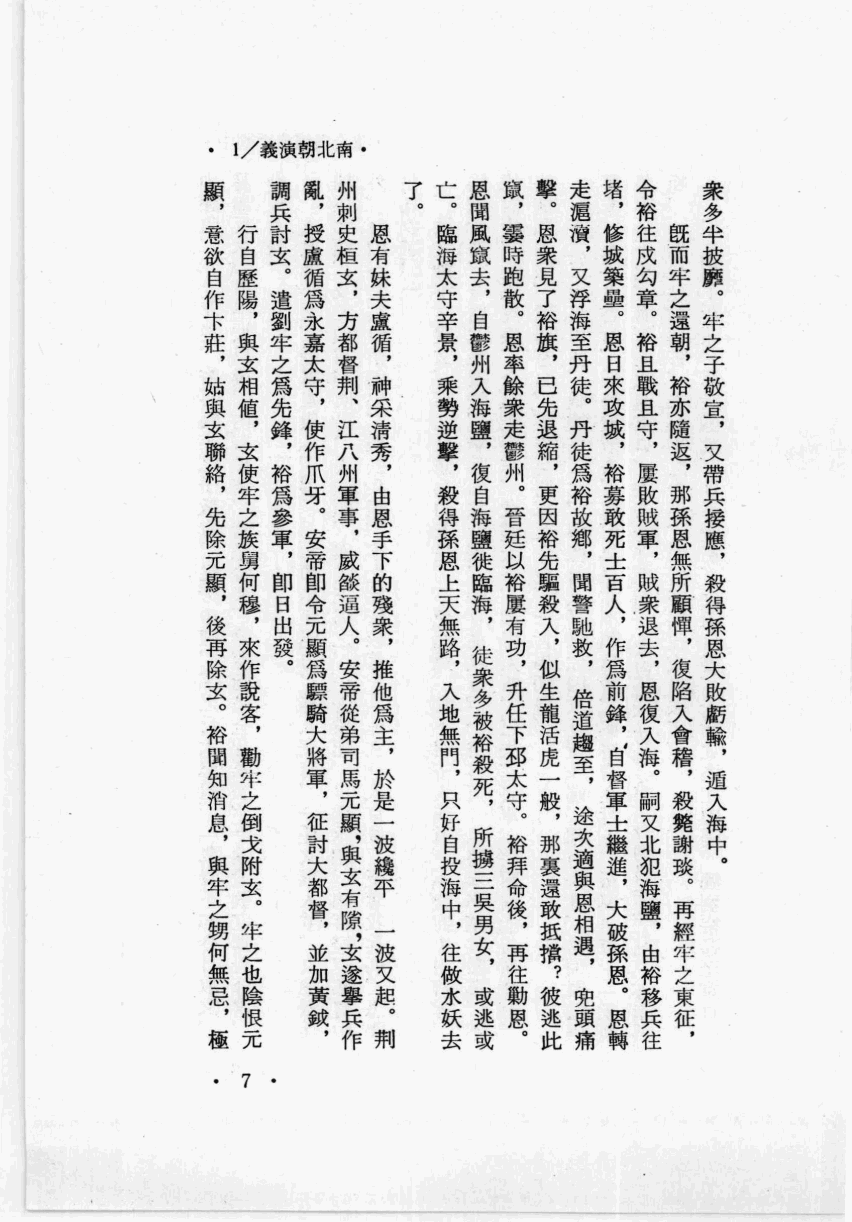 ・南北朝演義／1・
衆多半披靡。牢之子敬宣，又帶兵接應，殺得孫恩大敗虧輸，遁入海中。
旣而牢之還朝，裕亦隨返，那孫恩無所顧憚，復陷入會稽，殺斃謝琰。再經牢之東征，
令裕往戍勾章。裕且戰且守，屢敗賊軍，賊衆退去，恩復入海。嗣又北犯海鹽，由裕移兵往
堵，修城築壘。恩日來攻城，裕募敢死士百人，作爲前鋒，自督軍士繼進，大破孫恩。恩轉
走滬瀆，又浮海至丹徒。丹徒爲裕故鄉，聞警馳救，倍道趨至，途次適與恩相遇，兜頭痛
擊。恩衆見了裕旗，已先退縮，更因裕先驅殺入，似生龍活虎一般，那裏還敢抵擋？彼逃此
竄，霎時跑散。恩率餘衆走鬱州。晉廷以裕屢有功，升任下邳太守。裕拜命後，再往勦恩。
恩聞風竄去，自鬱州入海鹽，復自海鹽徙臨海，徒衆多被裕殺死，所擄三吳男女，或逃或
亡。臨海太守辛景，乘勢逆擊，殺得孫恩上天無路，入地無門，只好自投海中，往做水妖去
了。
恩有妹夫盧循，神采清秀，由恩手下的殘衆，推他爲主，於是一波纔平　一波又起。荆
州刺史桓玄，方都督荆、江八州軍事，威燄逼人。安帝從弟司馬元顯，與玄有隙，玄遂擧兵作
亂，授盧循爲永嘉太守，使作爪牙。安帝卽令元顯爲驃騎大將軍，征討大都督，並加黃鉞，
調兵討玄。遣劉牢之爲先鋒，裕爲參軍，卽日出發。
行自歷陽，與玄相値，玄使牢之族舅何穆，來作說客，勸牢之倒戈附玄。牢之也陰恨元
顯，意欲自作卞莊，姑與玄聯絡，先除元顯，後再除玄。裕聞知消息，與牢之甥何無忌，極
・7・